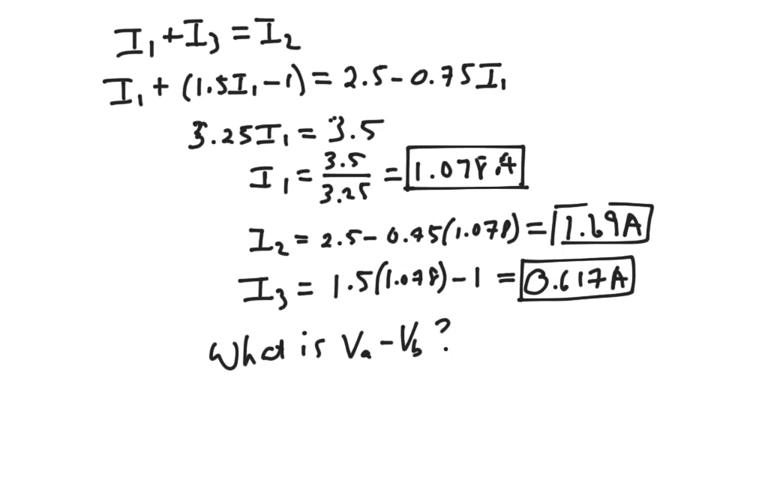 I₁ + I₃ = I₂
I₁ + (1.5I₁ - 1) = 2.5 - 0.75I₁
3.25I₁ = 3.5
I₁ = 3.5/3.25 = 1.078A
I₂ = 2.5 - 0.75(1.078) = 1.69A
I₃ = 1.5(1.078) - 1 = 0.617A
What is Vₐ - V_b?